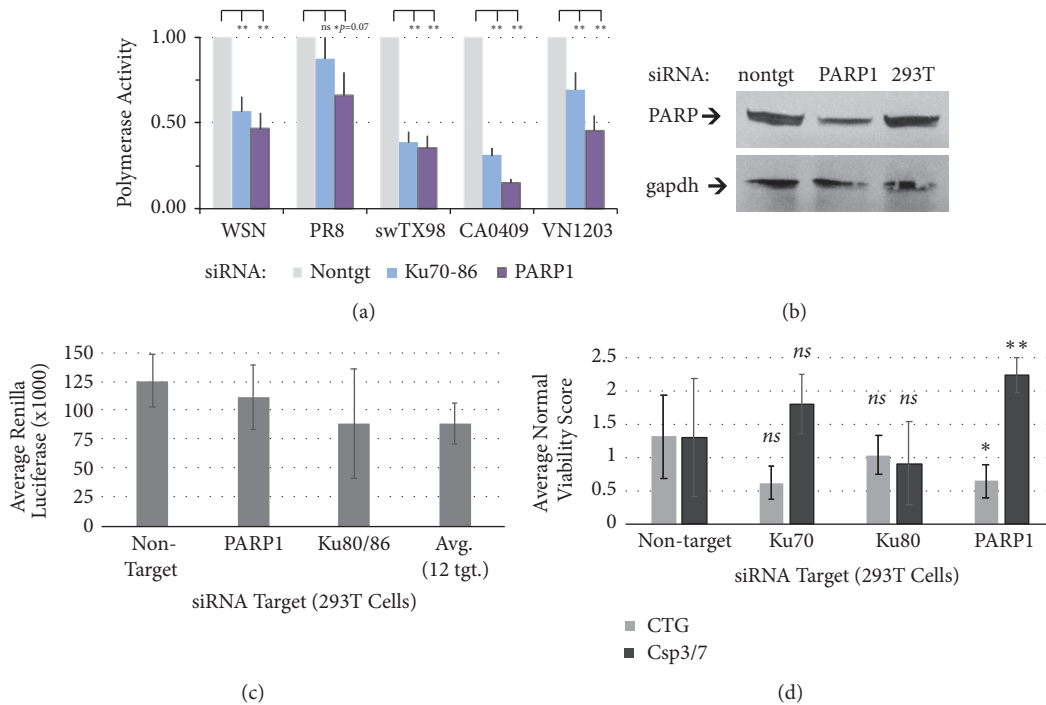 ** ** ns *p=0.07 ** ** ** ** ** **
1.00
0.50
0.00
Polymerase Activity
WSN PR8 swTX98 CA0409 VN1203
siRNA: Nontgt Ku70-86 PARP1
(a)
siRNA: nontgt PARP1 293T
PARP →
gapdh →
(b)
150
125
100
75
50
25
0
Average Renilla
Luciferase (x1000)
Non-
Target
PARP1
Ku80/86
Avg.
(12 tgt.)
siRNA Target (293T Cells)
(c)
2.5
2
1.5
1
0.5
0
Average Normal
Viability Score
ns ns ns ns * **
Non-target Ku70 Ku80 PARP1
siRNA Target (293T Cells)
CTG
Csp3/7
(d)